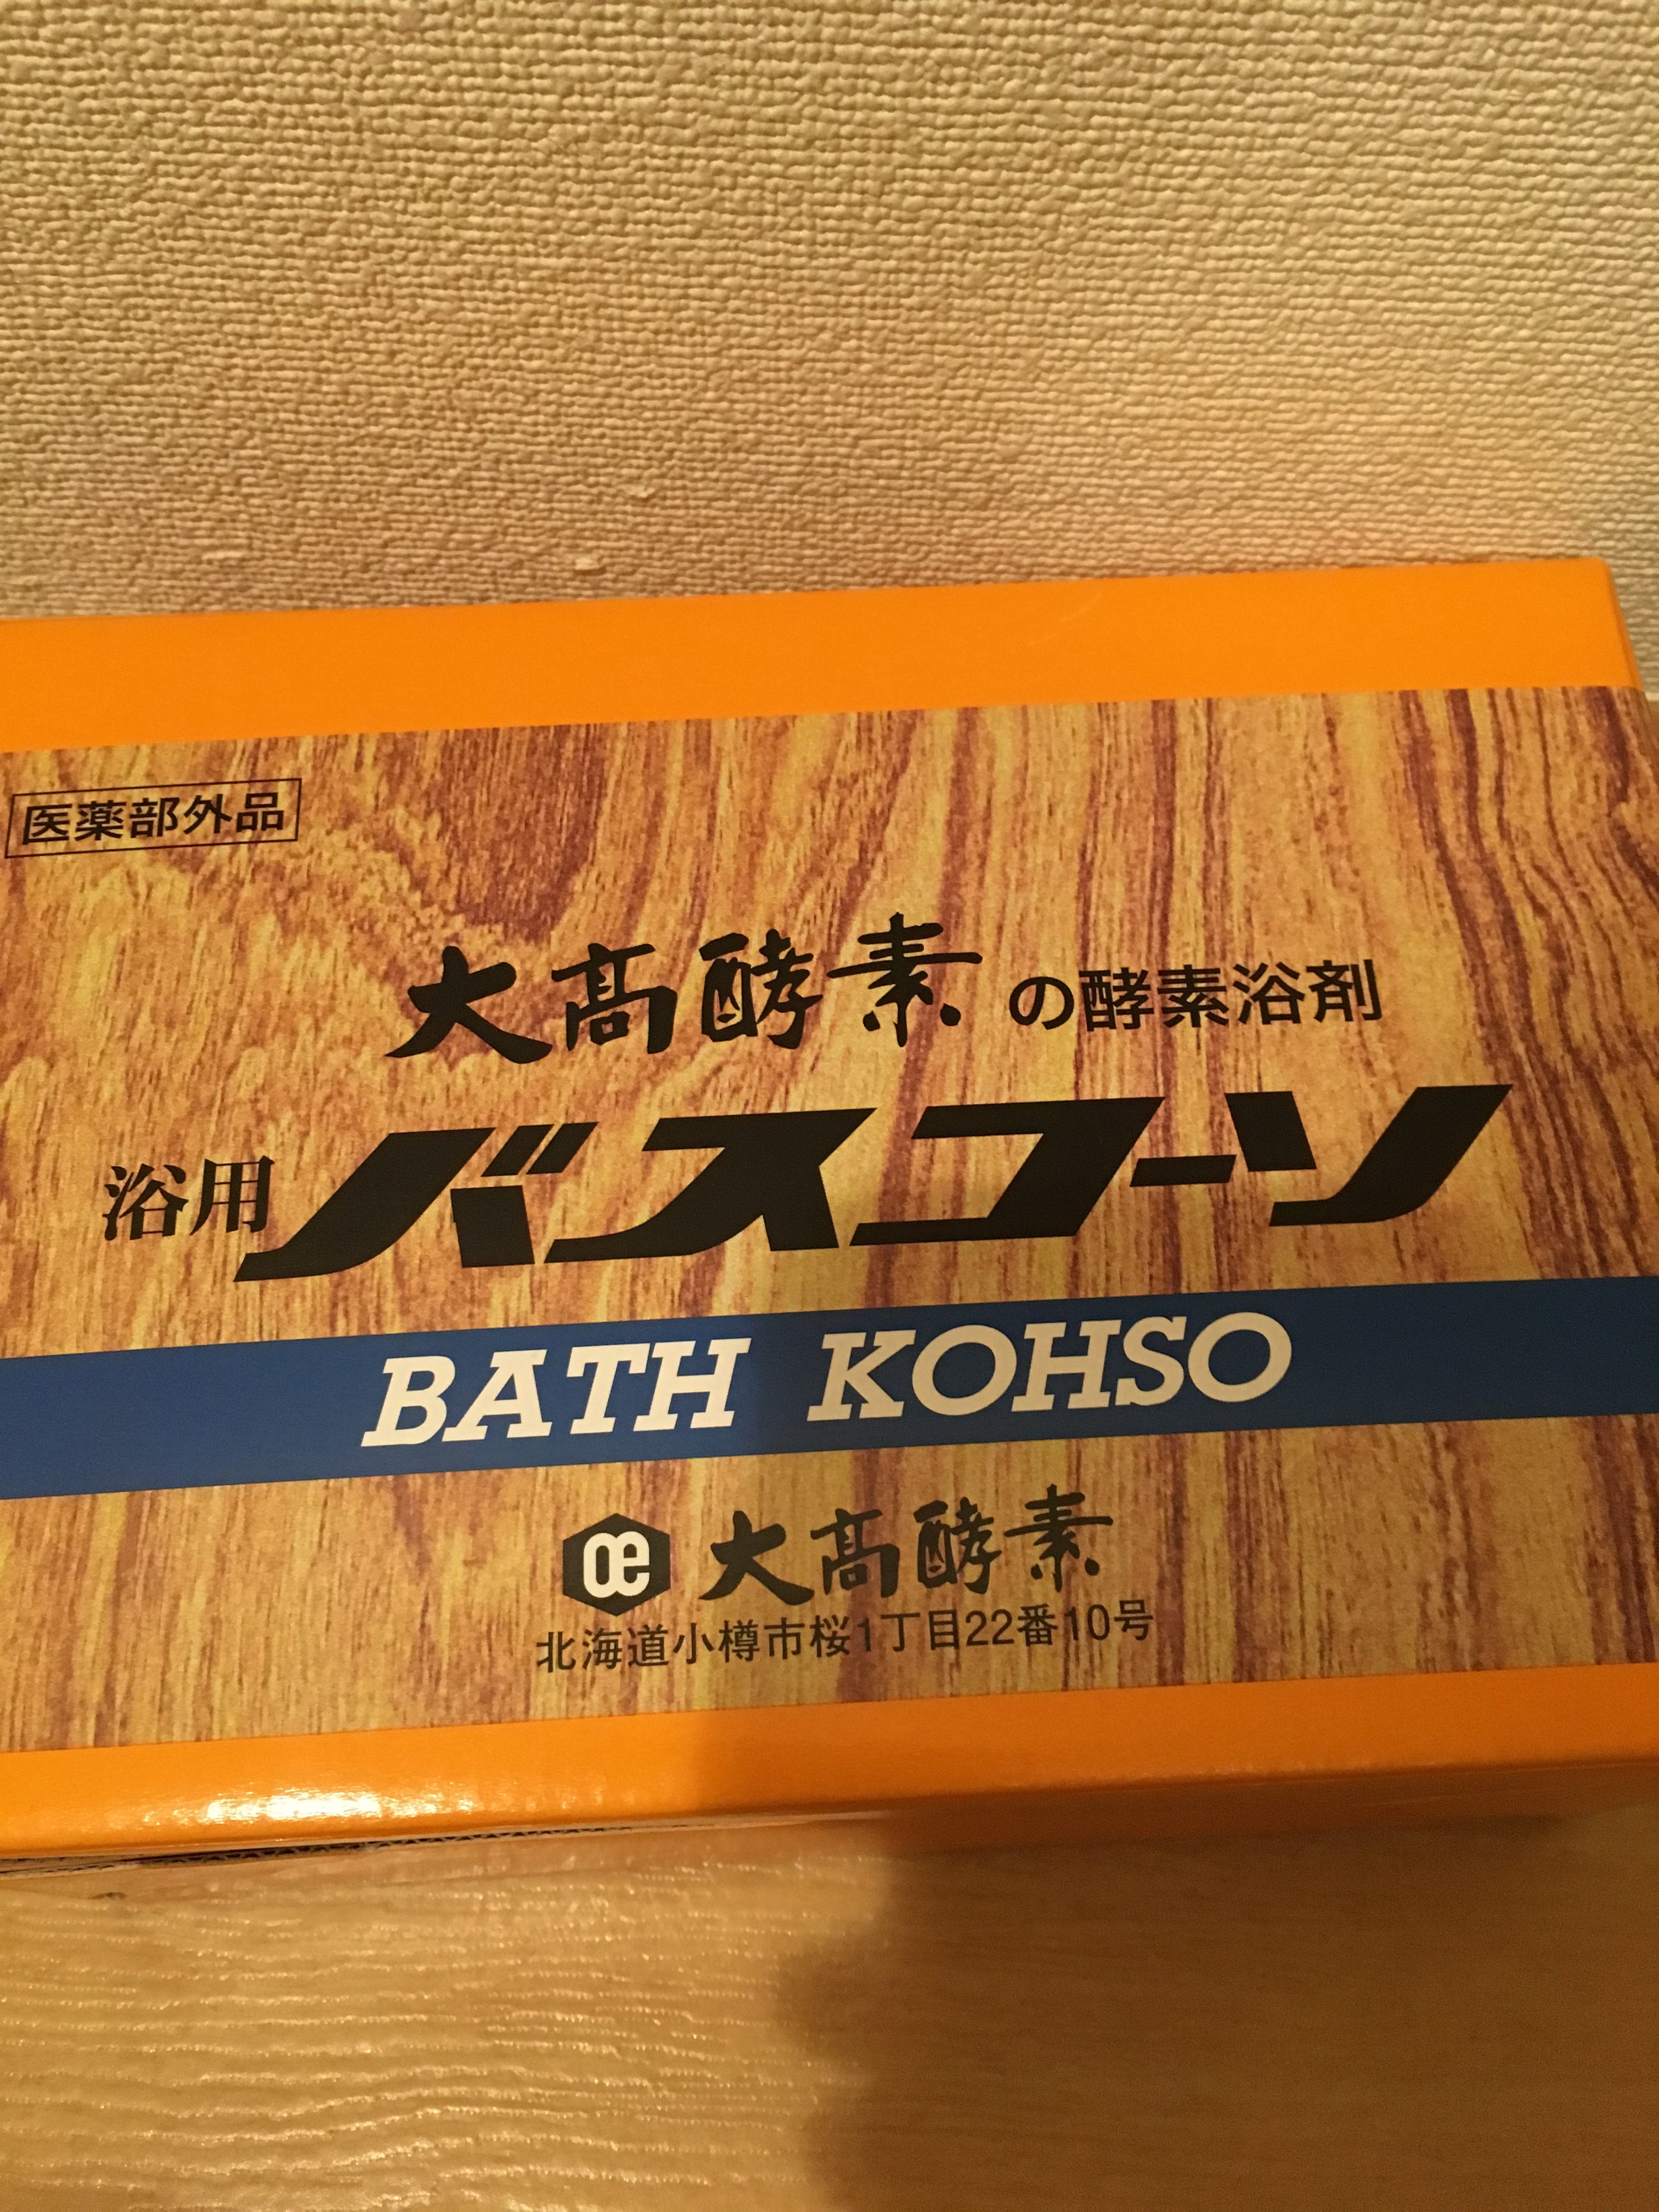 医薬部外品
大髙酵素の酵素浴剤
浴用バスコーソ
BATH KOHSO
œ 大髙酵素
北海道小樽市桜1丁目22番10号